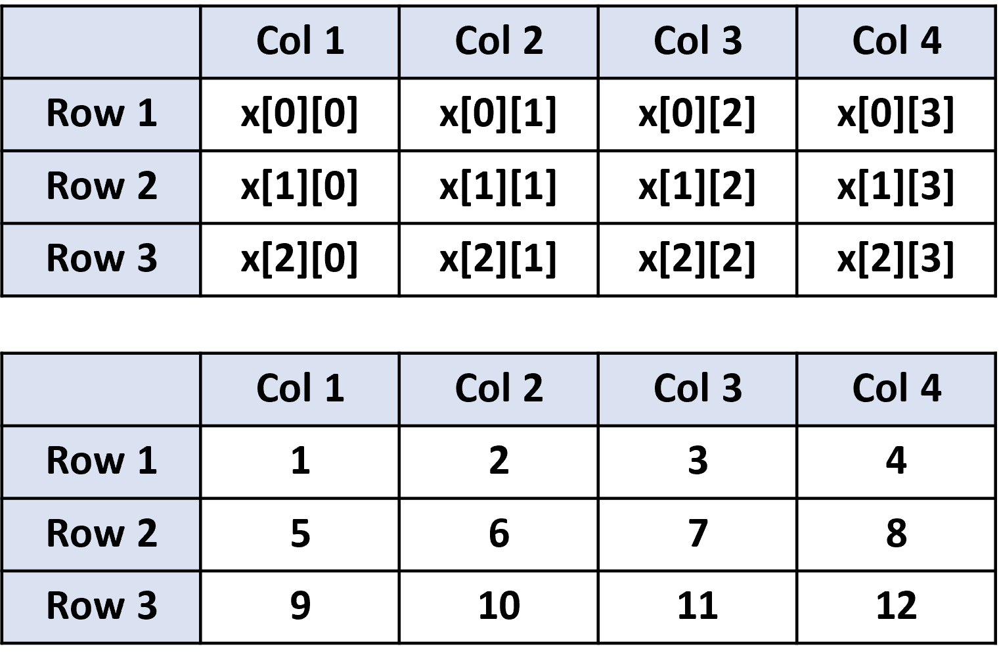 Col 1 Col 2 Col 3 Col 4
Row 1 x[0][0] x[0][1] x[0][2] x[0][3]
Row 2 x[1][0] x[1][1] x[1][2] x[1][3]
Row 3 x[2][0] x[2][1] x[2][2] x[2][3]
Col 1 Col 2 Col 3 Col 4
Row 1 1 2 3 4
Row 2 5 6 7 8
Row 3 9 10 11 12